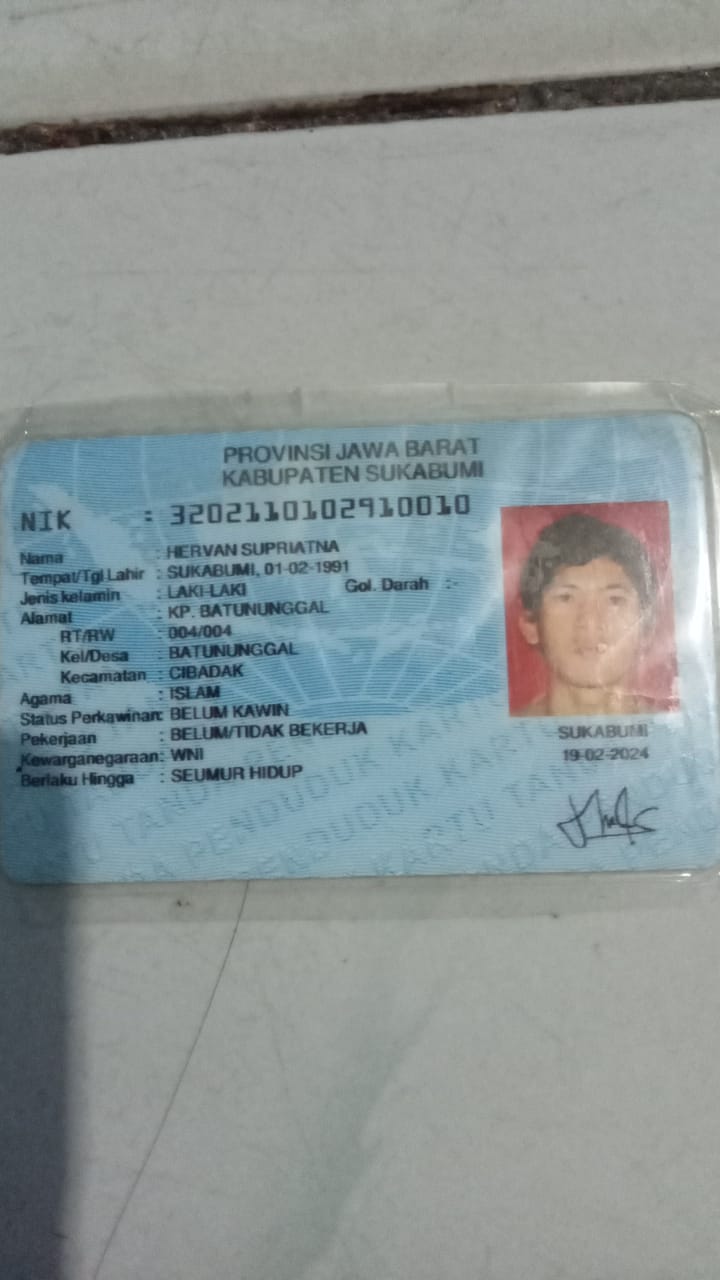 PROVINSI JAWA BARAT
KABUPATEN SUKABUMI
NIK : 3202110102910010
Nama : HERVAN SUPRIATNA
Tempat/Tgl Lahir : SUKABUMI, 01-02-1991
Jenis kelamin : LAKI-LAKI Gol. Darah :-
Alamat : KP. BATUNUNGGAL
RT/RW : 004/004
Kel/Desa : BATUNUNGGAL
Kecamatan : CIBADAK
Agama : ISLAM
Status Perkawinan: BELUM KAWIN
Pekerjaan : BELUM/TIDAK BEKERJA
Kewarganegaraan: WNI
Berlaku Hingga : SEUMUR HIDUP
SUKABUMI
19-02-2024